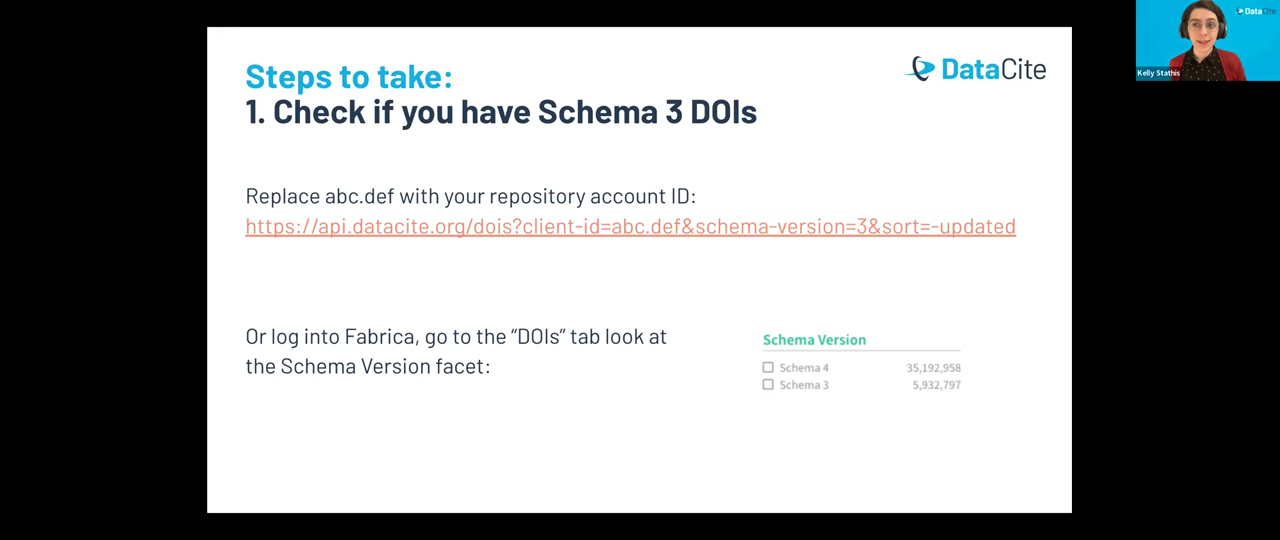 Steps to take:
1. Check if you have Schema 3 DOIs
DataCite
Replace abc.def with your repository account ID:
https://api.datacite.org/dois?client-id=abc.def&schema-version=3&sort=-updated
Or log into Fabrica, go to the “DOIs” tab look at
the Schema Version facet:
Schema Version
Schema 4 35,192,958
Schema 3 5,932,797
DataCite
Kelly Stathis